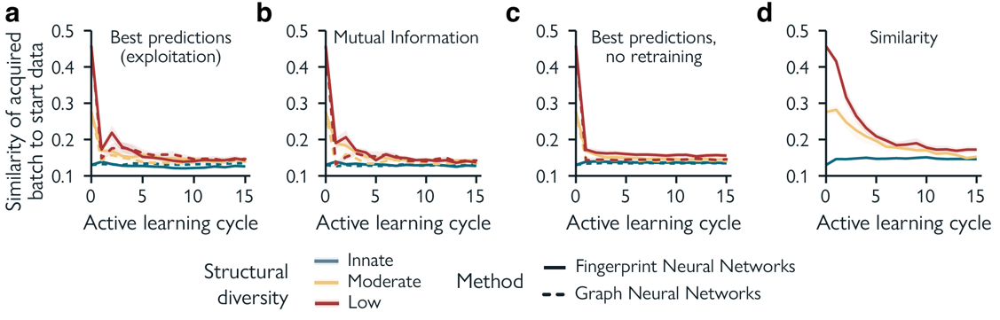 a
b
c
d
Similarity of acquired
batch to start data
Best predictions
(exploitation)
0.5
0.4
0.3
0.2
0.1
0
5
10
15
Active learning cycle
Mutual Information
0.5
0.4
0.3
0.2
0.1
0
5
10
15
Active learning cycle
Best predictions,
no retraining
0.5
0.4
0.3
0.2
0.1
0
5
10
15
Active learning cycle
Similarity
0.5
0.4
0.3
0.2
0.1
0
5
10
15
Active learning cycle
Structural
diversity
Innate
Moderate
Low
Method
Fingerprint Neural Networks
Graph Neural Networks